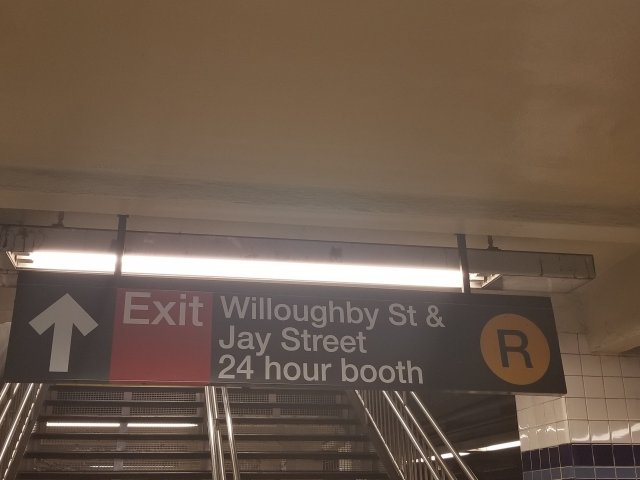 Exit
Willoughby St &
Jay Street
24 hour booth
R